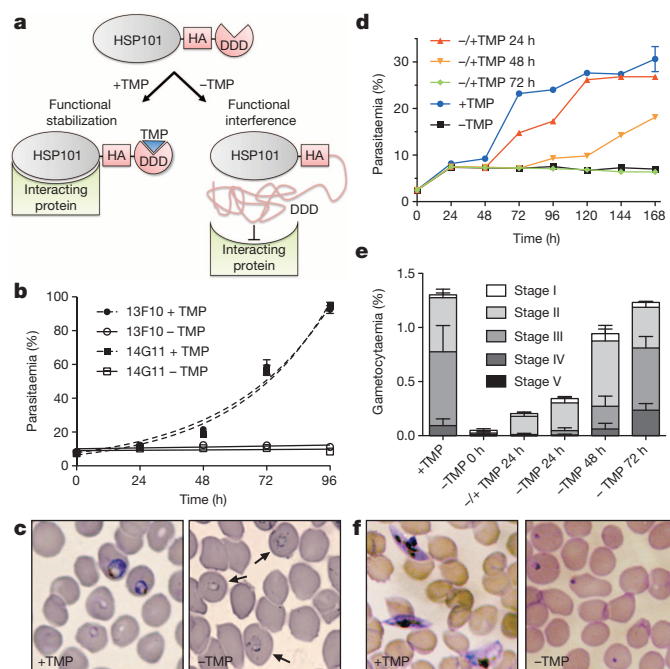 a
HSP101
HA
DDD
+TMP
–TMP
Functional
stabilization
Functional
interference
TMP
HSP101
HA
DDD
Interacting
protein
HSP101
HA
DDD
Interacting
protein
b
Parasitaemia (%)
100
80
60
40
20
0
13F10 + TMP
13F10 – TMP
14G11 + TMP
14G11 – TMP
0 24 48 72 96
Time (h)
c
+TMP
–TMP
d
Parasitaemia (%)
30
20
10
0
–/+TMP 24 h
–/+TMP 48 h
–/+TMP 72 h
+TMP
–TMP
0 24 48 72 96 120 144 168
Time (h)
e
Gametocytaemia (%)
1.5
1.0
0.5
0.0
Stage I
Stage II
Stage III
Stage IV
Stage V
+TMP
–TMP 0 h
–/+ TMP 24 h
–TMP 24 h
–TMP 48 h
– TMP 72 h
f
+TMP
–TMP